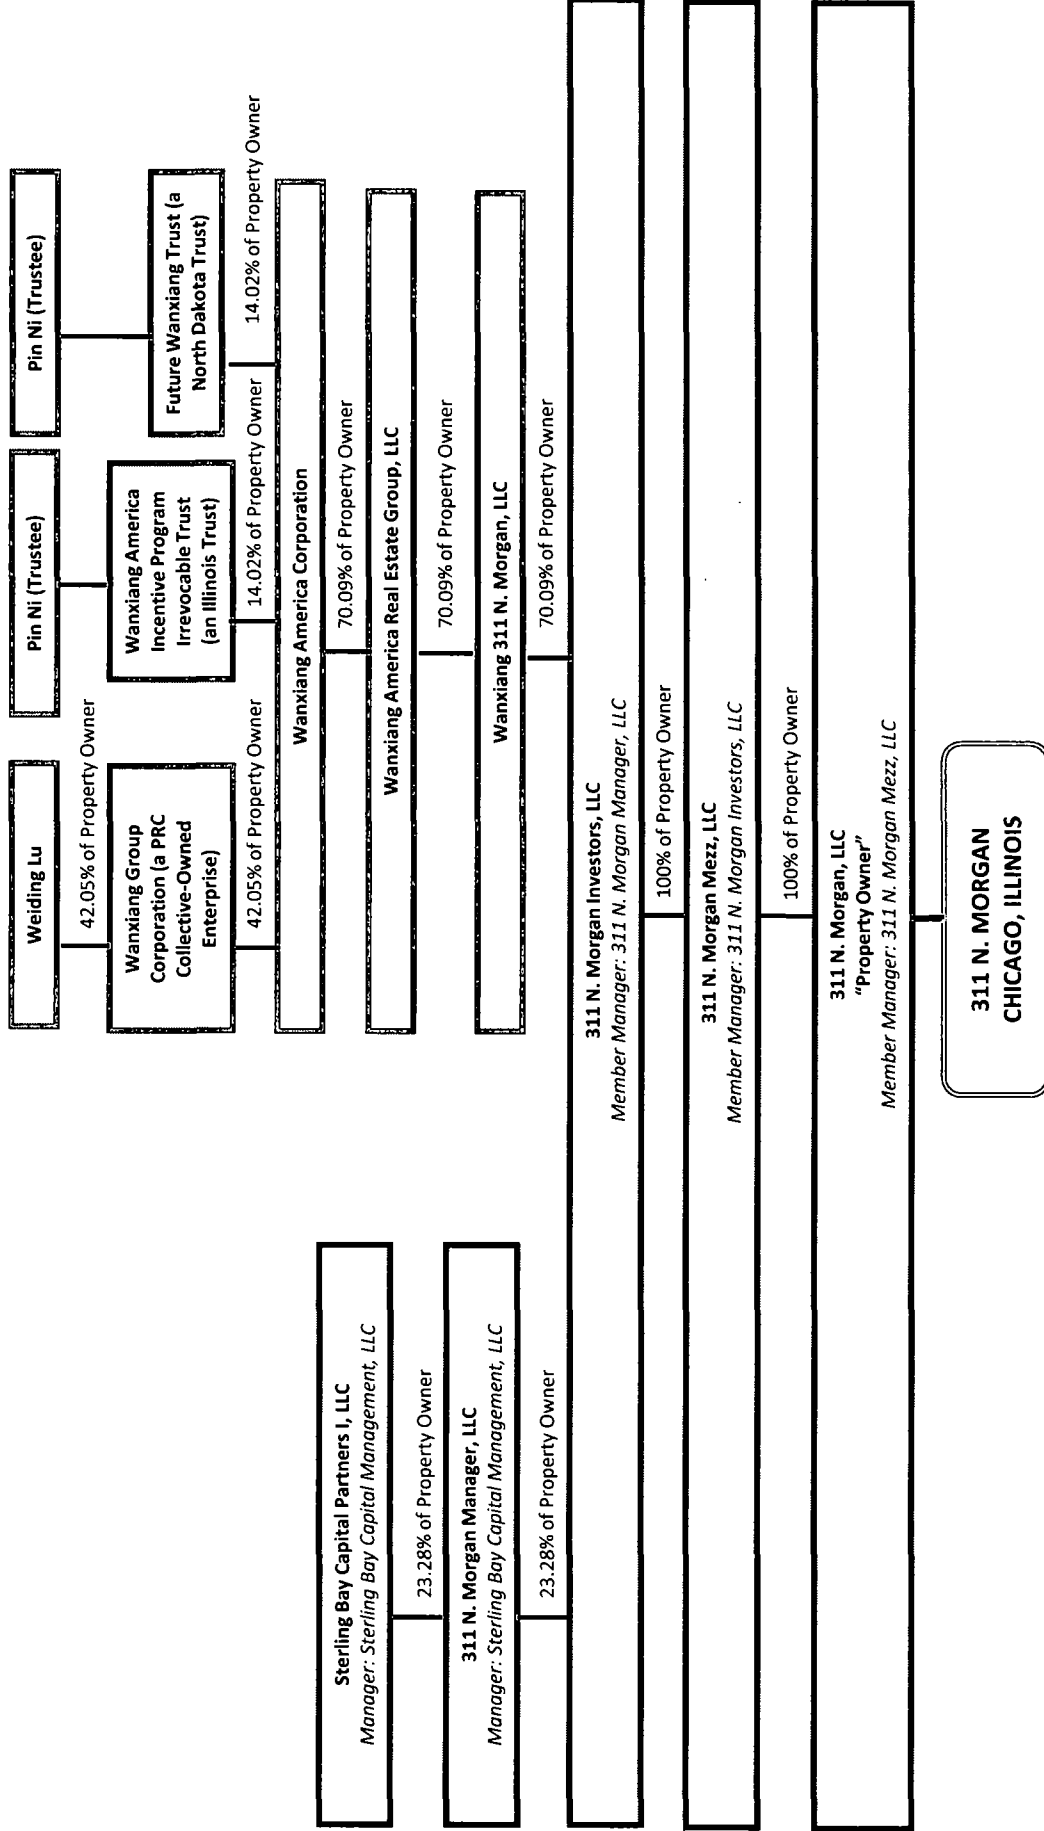 Weiding Lu
42.05% of Property Owner
Wanxiang Group
Corporation (a PRC
Collective-Owned
Enterprise)
42.05% of Property Owner
Pin Ni (Trustee)
Wanxiang America
Incentive Program
Irrevocable Trust
(an Illinois Trust)
14.02% of Property Owner
Pin Ni (Trustee)
Future Wanxiang Trust (a
North Dakota Trust)
14.02% of Property Owner
Wanxiang America Corporation
70.09% of Property Owner
Wanxiang America Real Estate Group, LLC
70.09% of Property Owner
Wanxiang 311 N. Morgan, LLC
70.09% of Property Owner
Sterling Bay Capital Partners I, LLC
Manager: Sterling Bay Capital Management, LLC
23.28% of Property Owner
311 N. Morgan Manager, LLC
Manager: Sterling Bay Capital Management, LLC
23.28% of Property Owner
311 N. Morgan Investors, LLC
Member Manager: 311 N. Morgan Manager, LLC
100% of Property Owner
311 N. Morgan Mezz, LLC
Member Manager: 311 N. Morgan Investors, LLC
100% of Property Owner
311 N. Morgan, LLC
"Property Owner"
Member Manager: 311 N. Morgan Mezz, LLC
311 N. MORGAN
CHICAGO, ILLINOIS